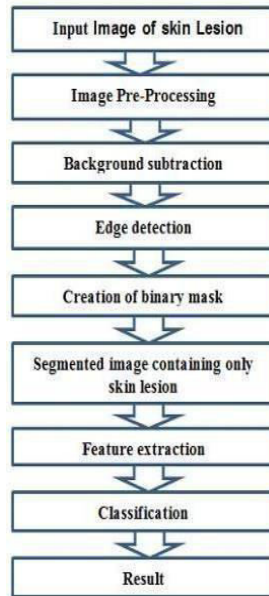 Input Image of skin Lesion
Image Pre-Processing
Background subtraction
Edge detection
Creation of binary mask
Segmented image containing only
skin lesion
Feature extraction
Classification
Result